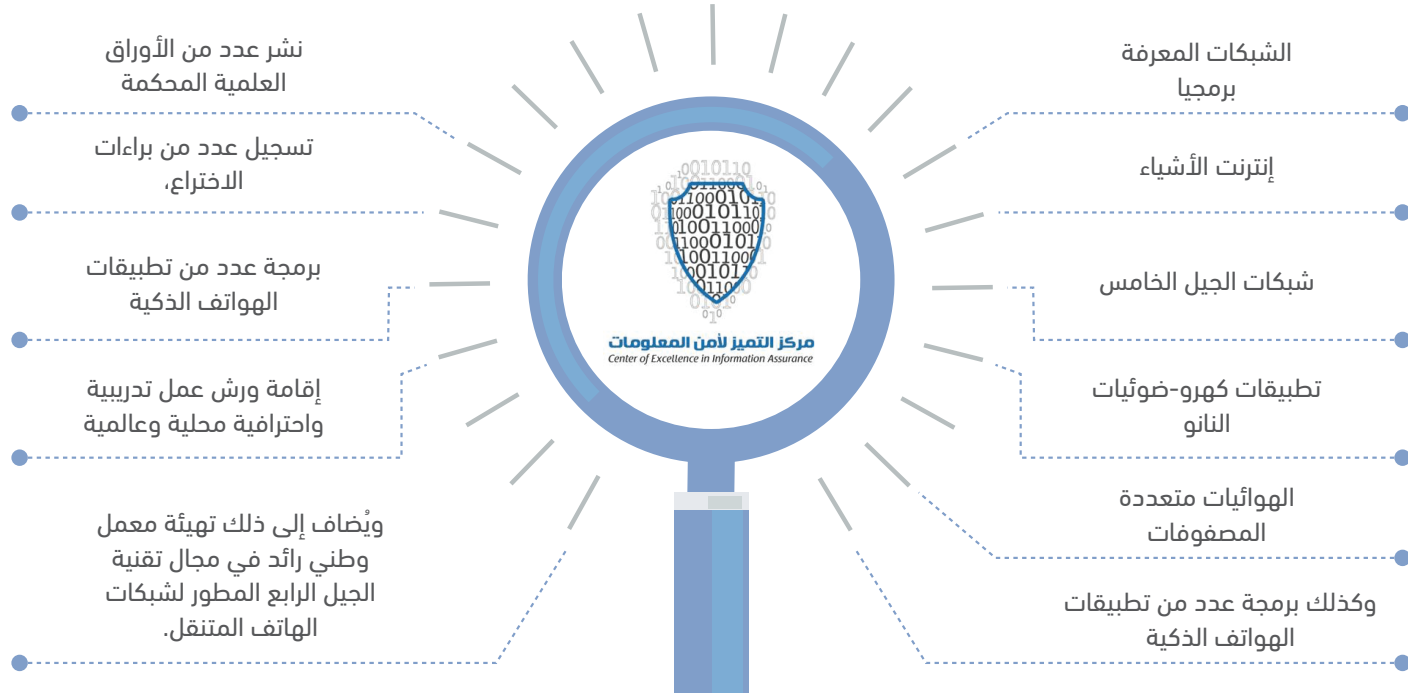 الشبكات المعرفة
برمجيا
إنترنت الأشياء
شبكات الجيل الخامس
تطبيقات كهرو-ضوئيات
النانو
الهوائيات متعددة
المصفوفات
وكذلك برمجة عدد من تطبيقات
الهواتف الذكية
مركز التميز لأمن المعلومات
Center of Excellence in Information Assurance
نشر عدد من الأوراق
العلمية المحكمة
تسجيل عدد من براءات
الاختراع،
برمجة عدد من تطبيقات
الهواتف الذكية
إقامة ورش عمل تدريبية
واحترافية محلية وعالمية
ويُضاف إلى ذلك تهيئة معمل
وطني رائد في مجال تقنية
الجيل الرابع المطور لشبكات
الهاتف المتنقل.